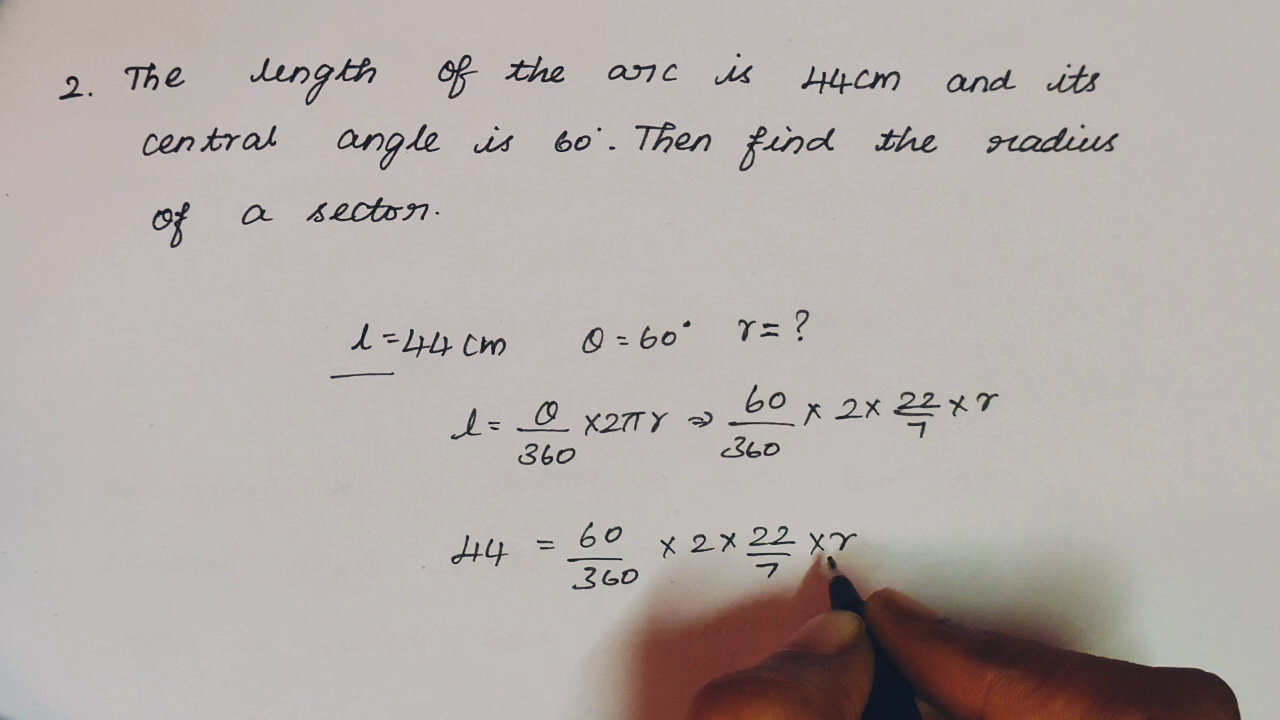 2. The length of the arc is 44cm and its
central angle is 60°. Then find the radius
of a sector.
l = 44 cm θ = 60° r = ?
l = θ/360 × 2πr ⇒ 60/360 × 2 × 22/7 × r
44 = 60/360 × 2 × 22/7 × r